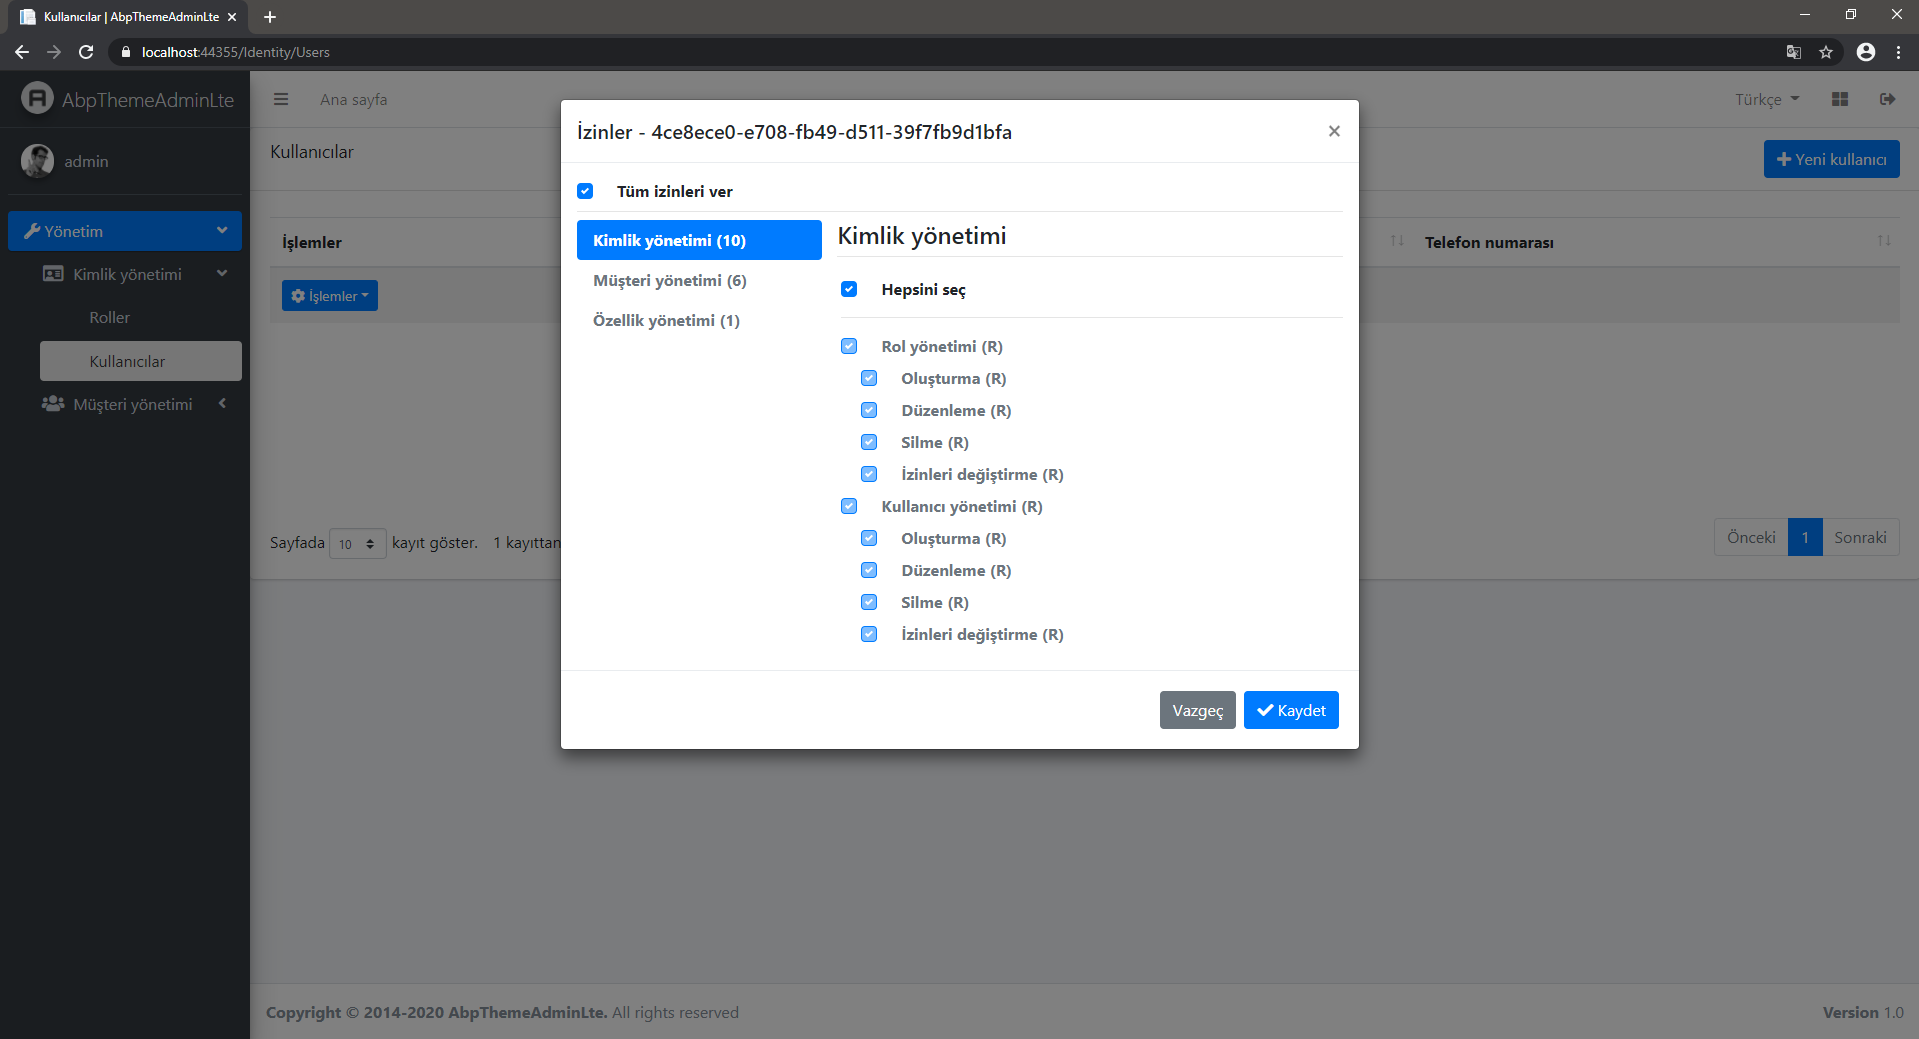 Kullanıcılar | AbpThemeAdminLte
localhost:44355/Identity/Users
AbpThemeAdminLte
Ana sayfa
Türkçe
admin
Kullanıcılar
Yeni kullanıcı
Yönetim
Kimlik yönetimi
Roller
Kullanıcılar
Müşteri yönetimi
İşlemler
Telefon numarası
İşlemler
Sayfada 10 kayıt göster. 1 kayıttan
Önceki 1 Sonraki
İzinler - 4ce8ece0-e708-fb49-d511-39f7fb9d1bfa
×
Tüm izinleri ver
Kimlik yönetimi (10)
Müşteri yönetimi (6)
Özellik yönetimi (1)
Kimlik yönetimi
Hepsini seç
Rol yönetimi (R)
Oluşturma (R)
Düzenleme (R)
Silme (R)
İzinleri değiştirme (R)
Kullanıcı yönetimi (R)
Oluşturma (R)
Düzenleme (R)
Silme (R)
İzinleri değiştirme (R)
Vazgeç
Kaydet
Copyright © 2014-2020 AbpThemeAdminLte. All rights reserved
Version 1.0